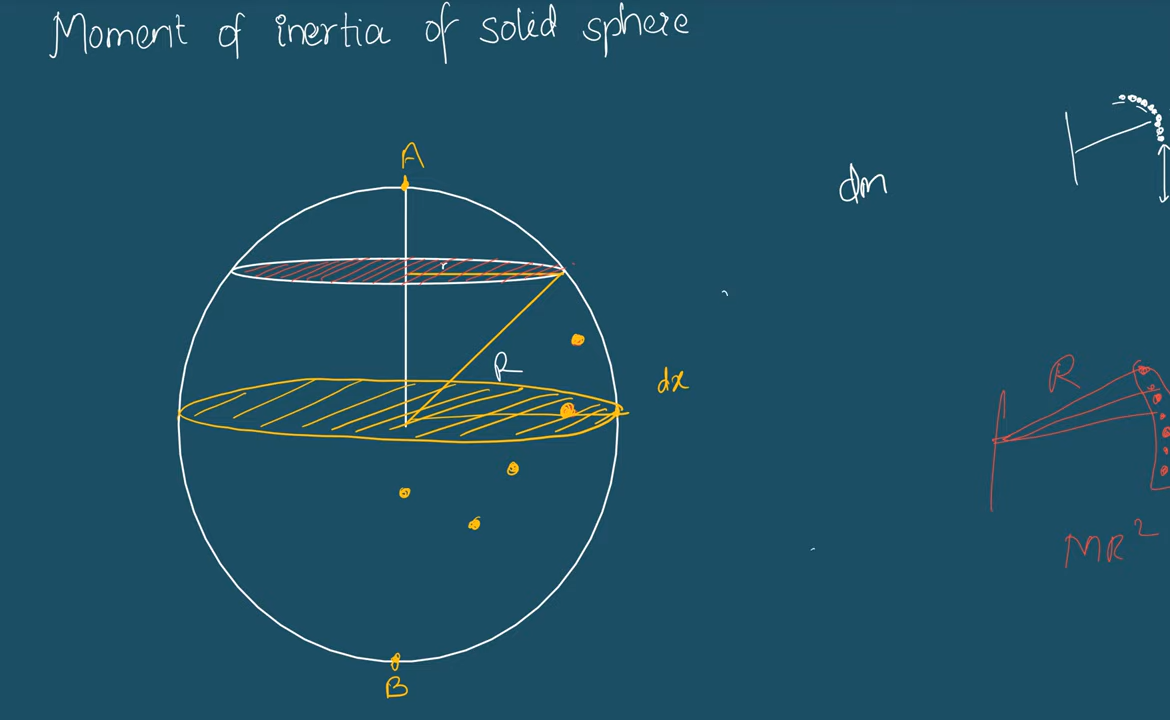 Moment of inertia of solid sphere
A
dm
r
R
dx
R
MR²
B